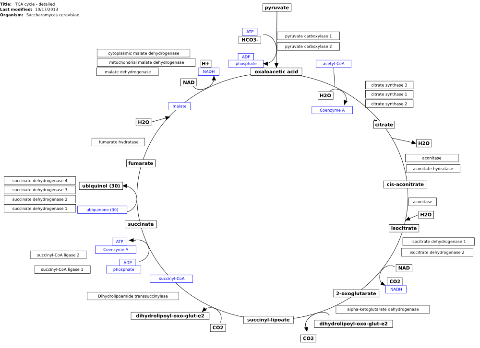 Title: TCA cycle - detailed
Last modified: 10/17/2013
Organism: Saccharomyces cerevisiae
pyruvate
ATP
HCO3-
pyruvate carboxylase 1
pyruvate carboxylase 2
ADP
phosphate
oxaloacetic acid
acetyl-CoA
cytoplasmic malate dehydrogenase
mitochondrial malate dehydrogenase
malate dehydrogenase
H+
NADH
NAD
malate
H2O
citrate synthase 3
citrate synthase 1
citrate synthase 2
H2O
Coenzyme A
citrate
H2O
fumarate hydratase
aconitase
aconitate hydratase
fumarate
cis-aconitrate
succinate dehydrogenase 4
succinate dehydrogenase 3
succinate dehydrogenase 2
succinate dehydrogenase 1
ubiquinol (30)
ubiquinone (30)
aconitase
H2O
succinate
isocitrate
ATP
Coenzyme A
ADP
phosphate
succinyl-CoA ligase 2
succinyl-CoA ligase 1
isocitrate dehydrogenase 1
isocitrate dehydrogenase 2
NAD
CO2
NADH
succinyl-CoA
2-oxoglutarate
Dihydrolipoamide transsuccinylase
alpha-ketoglutarate dehydrogenase
dihydrolipoyl-oxo-glut-e2
CO2
succinyl-lipoate
dihydrolipoyl-oxo-glut-e2
CO2